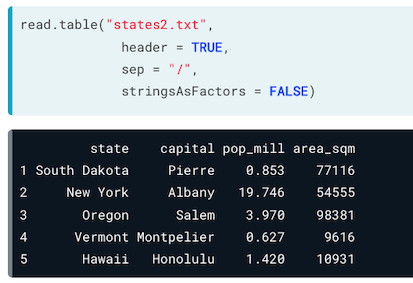 read.table("states2.txt",
header = TRUE,
sep = "/",
stringsAsFactors = FALSE)
state capital pop_mill area_sqm
1 South Dakota Pierre 0.853 77116
2 New York Albany 19.746 54555
3 Oregon Salem 3.970 98381
4 Vermont Montpelier 0.627 9616
5 Hawaii Honolulu 1.420 10931